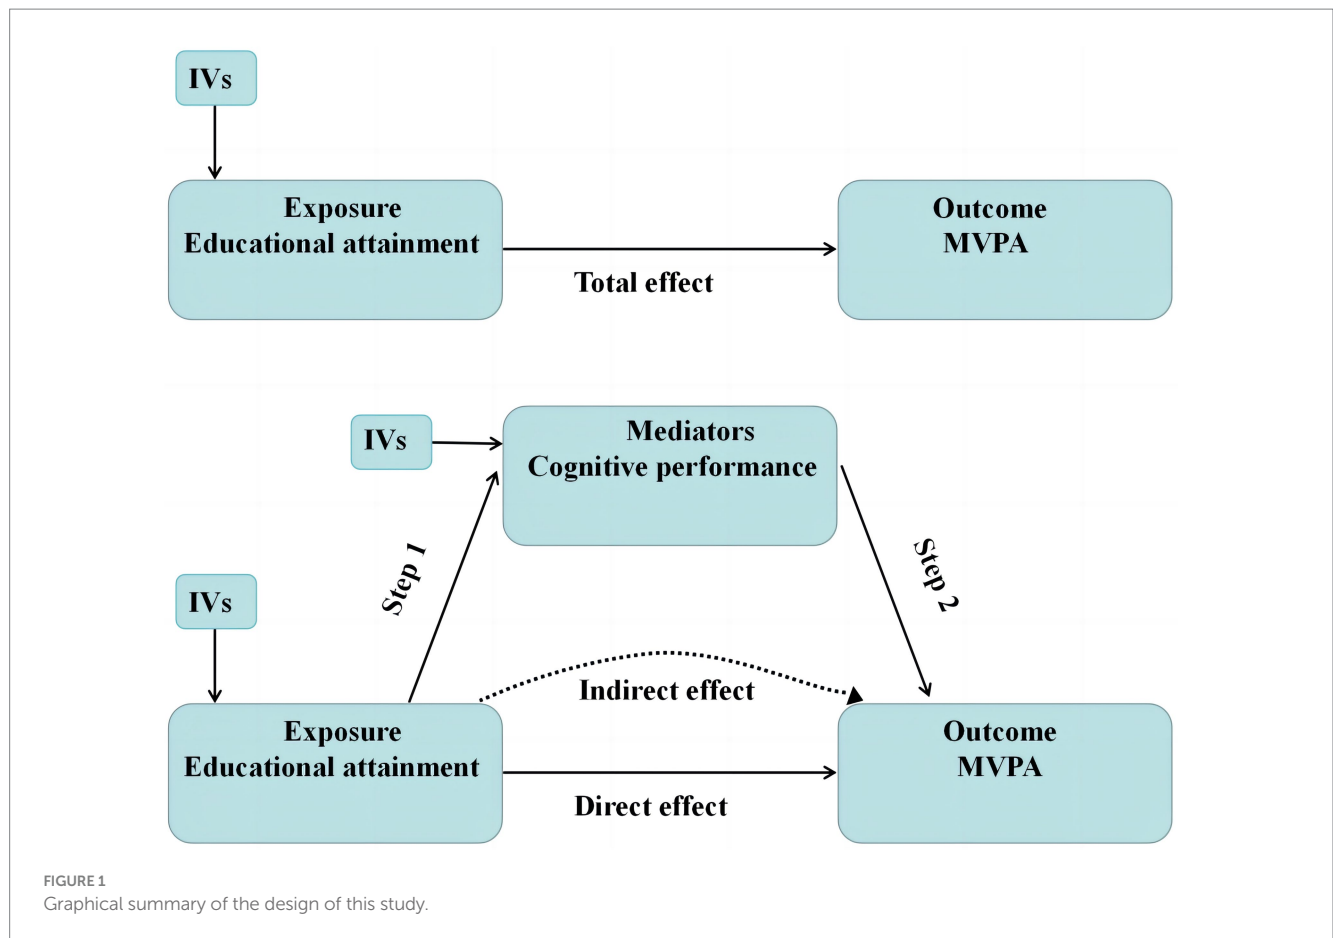 IVs
Exposure
Educational attainment
Outcome
MVPA
Total effect
IVs
Mediators
Cognitive performance
Step 1
Step 2
IVs
Indirect effect
Exposure
Educational attainment
Outcome
MVPA
Direct effect
FIGURE 1
Graphical summary of the design of this study.